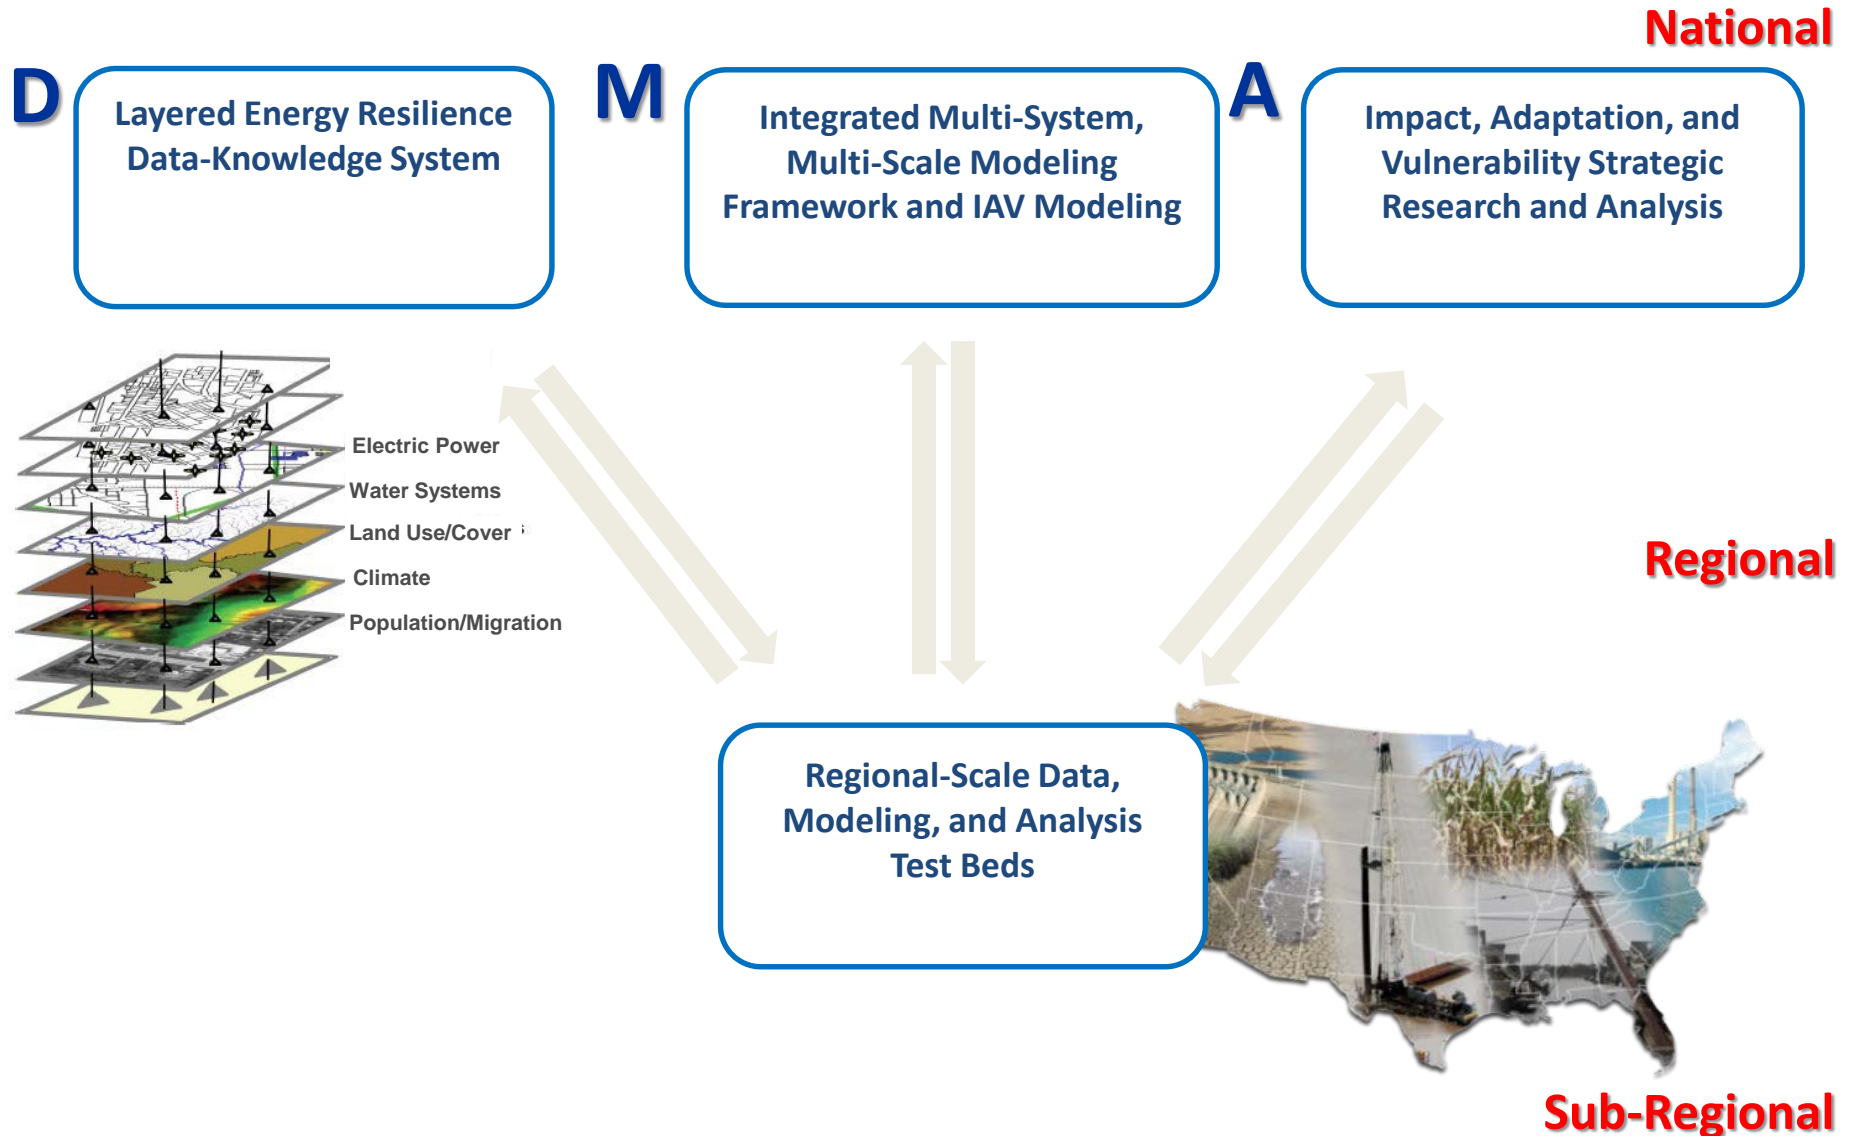 National
D
Layered Energy Resilience
Data-Knowledge System
M
Integrated Multi-System,
Multi-Scale Modeling
Framework and IAV Modeling
A
Impact, Adaptation, and
Vulnerability Strategic
Research and Analysis
Electric Power
Water Systems
Land Use/Cover
Climate
Population/Migration
Regional
Regional-Scale Data,
Modeling, and Analysis
Test Beds
Sub-Regional